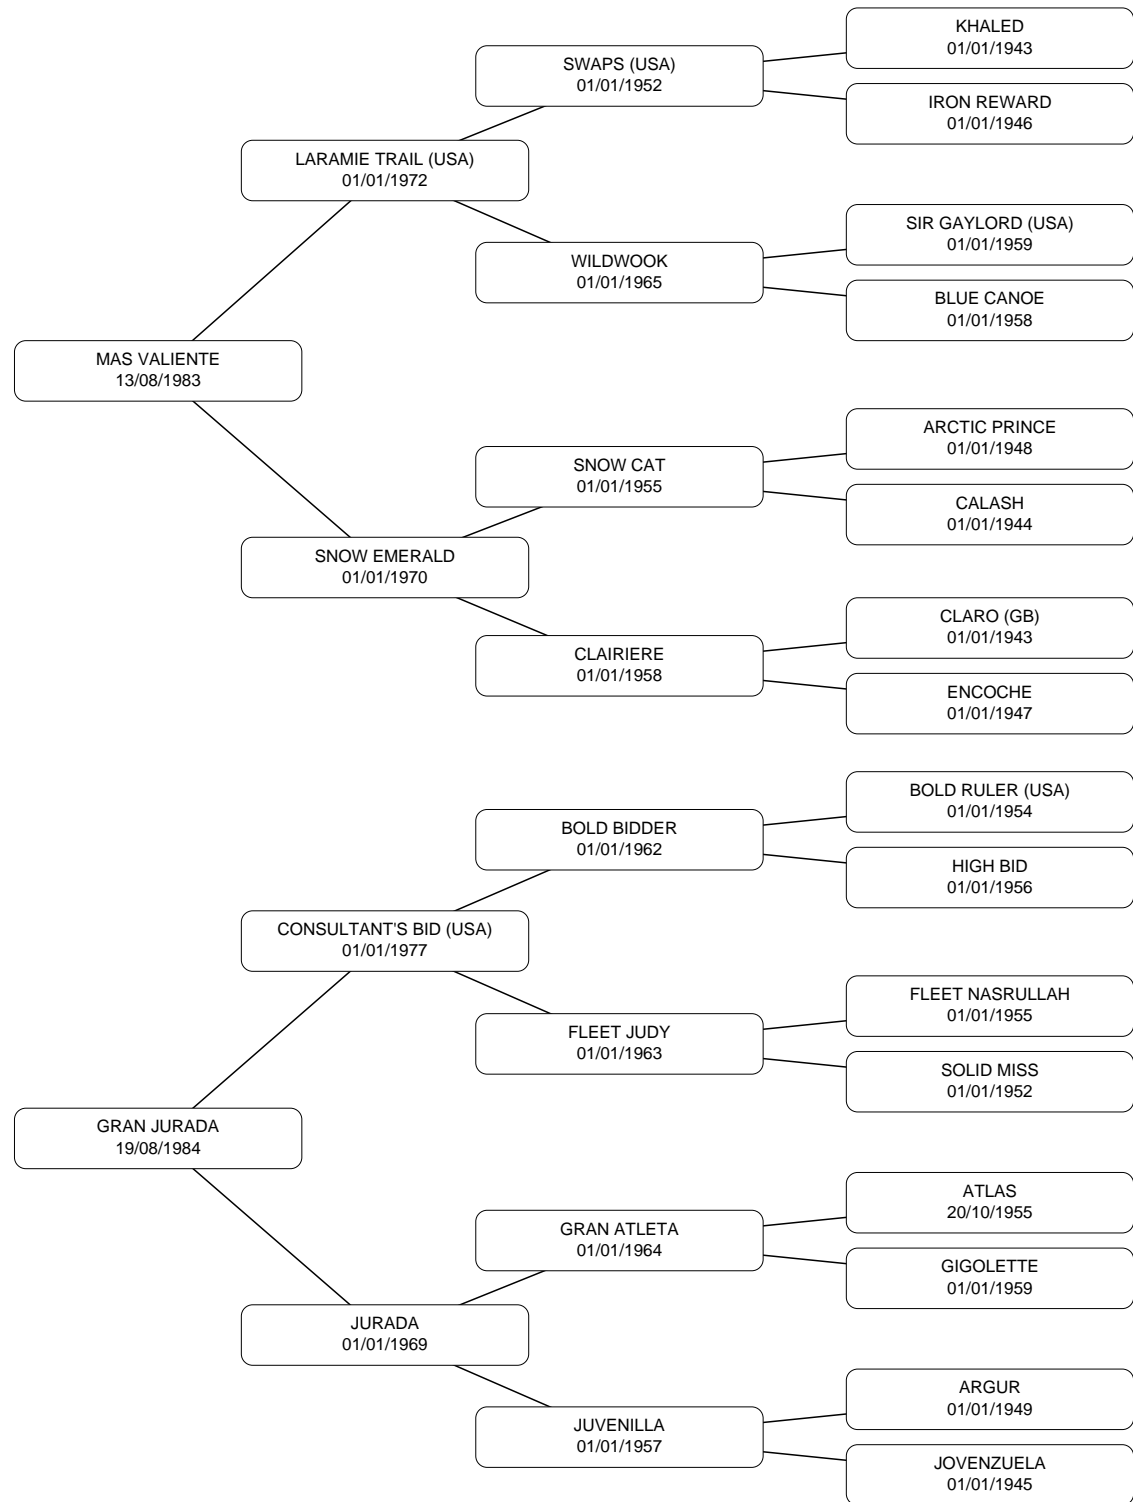 KHALED
01/01/1943
SWAPS (USA)
01/01/1952
IRON REWARD
01/01/1946
LARAMIE TRAIL (USA)
01/01/1972
SIR GAYLORD (USA)
01/01/1959
WILDWOOK
01/01/1965
BLUE CANOE
01/01/1958
MAS VALIENTE
13/08/1983
ARCTIC PRINCE
01/01/1948
SNOW CAT
01/01/1955
CALASH
01/01/1944
SNOW EMERALD
01/01/1970
CLARO (GB)
01/01/1943
CLAIRIERE
01/01/1958
ENCOCHE
01/01/1947
BOLD RULER (USA)
01/01/1954
BOLD BIDDER
01/01/1962
HIGH BID
01/01/1956
CONSULTANT'S BID (USA)
01/01/1977
FLEET NASRULLAH
01/01/1955
FLEET JUDY
01/01/1963
SOLID MISS
01/01/1952
GRAN JURADA
19/08/1984
ATLAS
20/10/1955
GRAN ATLETA
01/01/1964
GIGOLETTE
01/01/1959
JURADA
01/01/1969
ARGUR
01/01/1949
JUVENILLA
01/01/1957
JOVENZUELA
01/01/1945